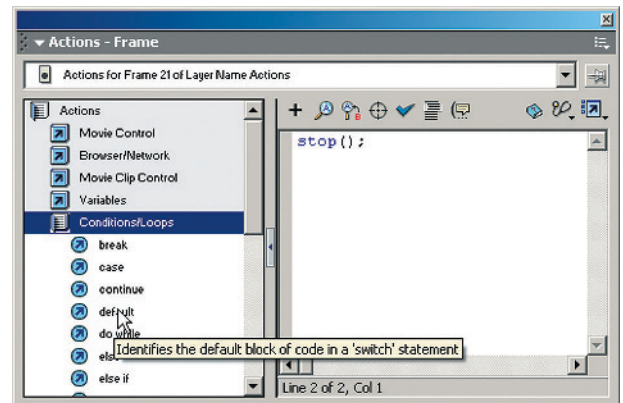 Actions - Frame
Actions for Frame 21 of Layer Name Actions
Actions
Movie Control
Browser/Network
Movie Clip Control
Variables
Conditions/Loops
break
case
continue
default
do while
else
else if
stop();
Identifies the default block of code in a 'switch' statement
Line 2 of 2, Col 1